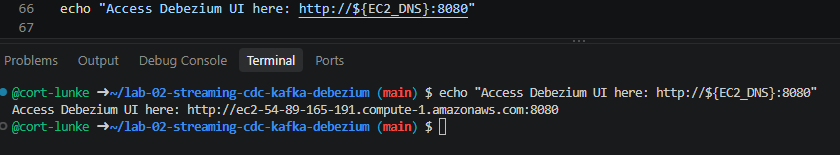 66 echo "Access Debezium UI here: http://${EC2_DNS}:8080"
67
Problems Output Debug Console Terminal Ports
@cort-lunke ➜~/lab-02-streaming-cdc-kafka-debezium (main) $ echo "Access Debezium UI here: http://${EC2_DNS}:8080"
Access Debezium UI here: http://ec2-54-89-165-191.compute-1.amazonaws.com:8080
@cort-lunke ➜~/lab-02-streaming-cdc-kafka-debezium (main) $